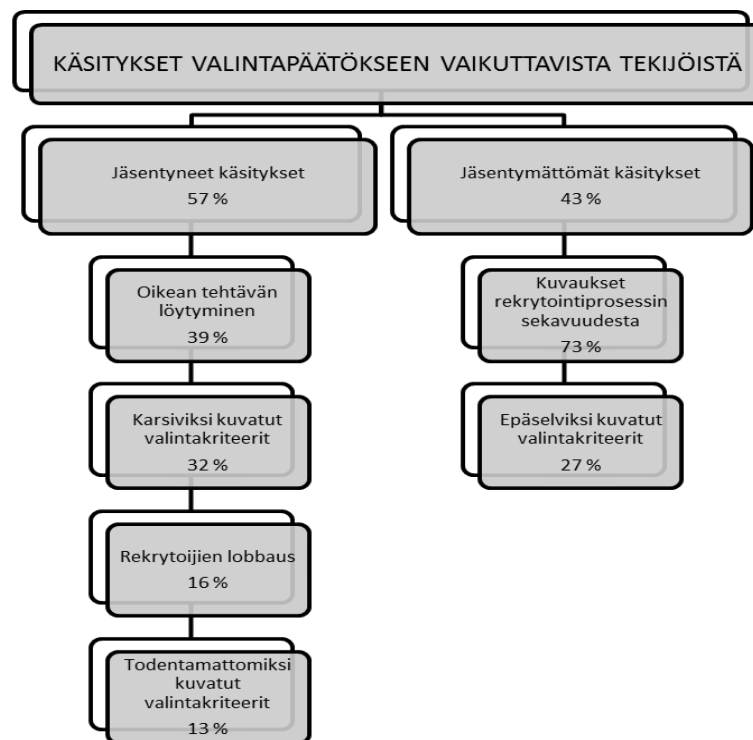 KÄSITYKSET VALINTAPÄÄTÖKSEEN VAIKUTTAVISTA TEKIJÖISTÄ
Jäsentyneet käsitykset
57 %
Oikean tehtävän
löytyminen
39 %
Karsiviksi kuvatut
valintakriteerit
32 %
Rekrytoijien lobbaus
16 %
Todentamattomiksi
kuvatut
valintakriteerit
13 %
Jäsentymättömät käsitykset
43 %
Kuvaukset
rekrytointiprosessin
sekavuudesta
73 %
Epäselviksi kuvatut
valintakriteerit
27 %